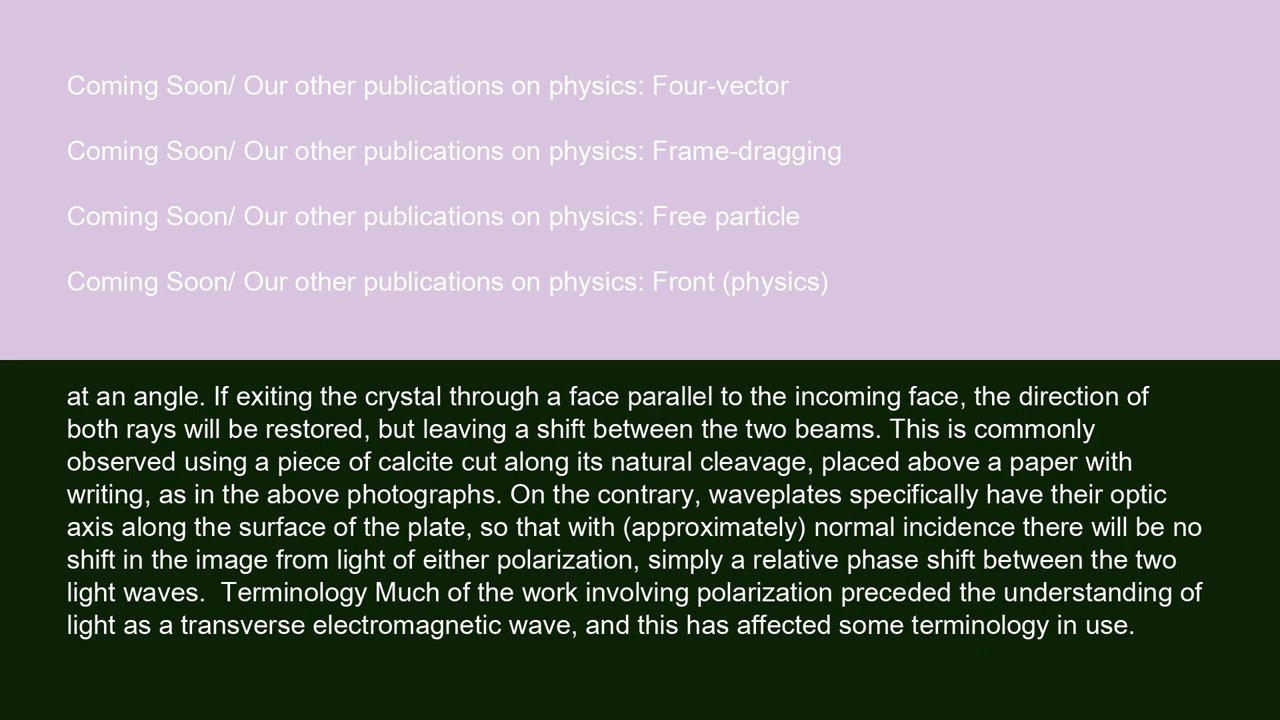 Coming Soon/ Our other publications on physics: Four-vector
Coming Soon/ Our other publications on physics: Frame-dragging
Coming Soon/ Our other publications on physics: Free particle
Coming Soon/ Our other publications on physics: Front (physics)
at an angle. If exiting the crystal through a face parallel to the incoming face, the direction of
both rays will be restored, but leaving a shift between the two beams. This is commonly
observed using a piece of calcite cut along its natural cleavage, placed above a paper with
writing, as in the above photographs. On the contrary, waveplates specifically have their optic
axis along the surface of the plate, so that with (approximately) normal incidence there will be no
shift in the image from light of either polarization, simply a relative phase shift between the two
light waves.  Terminology Much of the work involving polarization preceded the understanding of
light as a transverse electromagnetic wave, and this has affected some terminology in use.